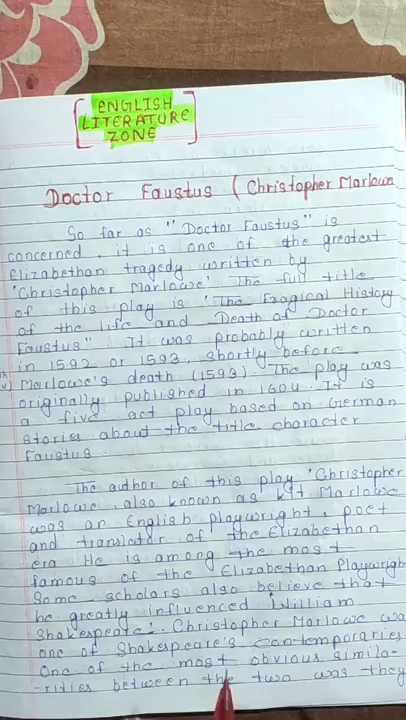 [ENGLISH
LITERATURE
ZONE]
Doctor Faustus (Christopher Marlowe
So far as "Doctor Faustus" is
concerned, it is one of the greatest
Elizabethan tragedy written by
'Christopher Marlowe'. The full title
of this play is 'The Tragical History
of the life and Death of Doctor
Faustus". It was probably written
in 1592 or 1593, shortly before
Marlowe's death (1593). The play was
originally published in 1604. It is
a five act play based on German
stories about the title character
Faustus.
The author of this play 'Christopher
Marlowe, also known as kit Marlowe
was an English playwright, poet
and translator of the Elizabethan
era. He is among the most
famous of the Elizabethan Playwrigh
Some scholars also believe that
he greatly influenced William
Shakespeare'. Christopher Marlowe wa
one of Shakespeare's contemporaries
One of the most obvious simila-
-rities between the two was they